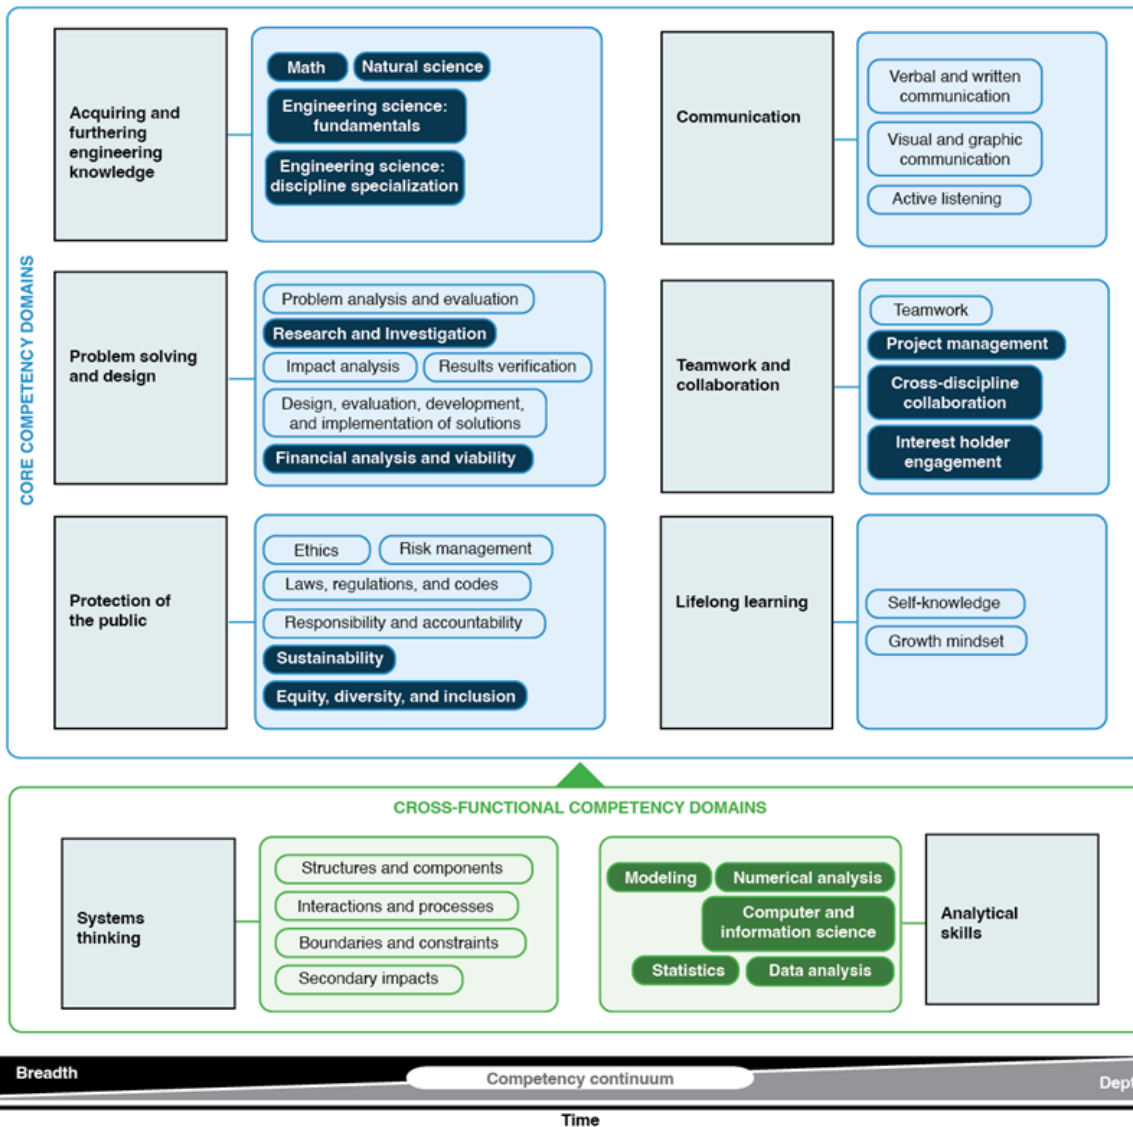 CORE COMPETENCY DOMAINS
Acquiring and
furthering
engineering
knowledge
Math
Natural science
Engineering science:
fundamentals
Engineering science:
discipline specialization
Communication
Verbal and written
communication
Visual and graphic
communication
Active listening
Problem solving
and design
Problem analysis and evaluation
Research and Investigation
Impact analysis
Results verification
Design, evaluation, development,
and implementation of solutions
Financial analysis and viability
Teamwork and
collaboration
Teamwork
Project management
Cross-discipline
collaboration
Interest holder
engagement
Protection of
the public
Ethics
Risk management
Laws, regulations, and codes
Responsibility and accountability
Sustainability
Equity, diversity, and inclusion
Lifelong learning
Self-knowledge
Growth mindset
CROSS-FUNCTIONAL COMPETENCY DOMAINS
Systems
thinking
Structures and components
Interactions and processes
Boundaries and constraints
Secondary impacts
Modeling
Numerical analysis
Computer and
information science
Statistics
Data analysis
Analytical
skills
Breadth
Competency continuum
Dept
Time